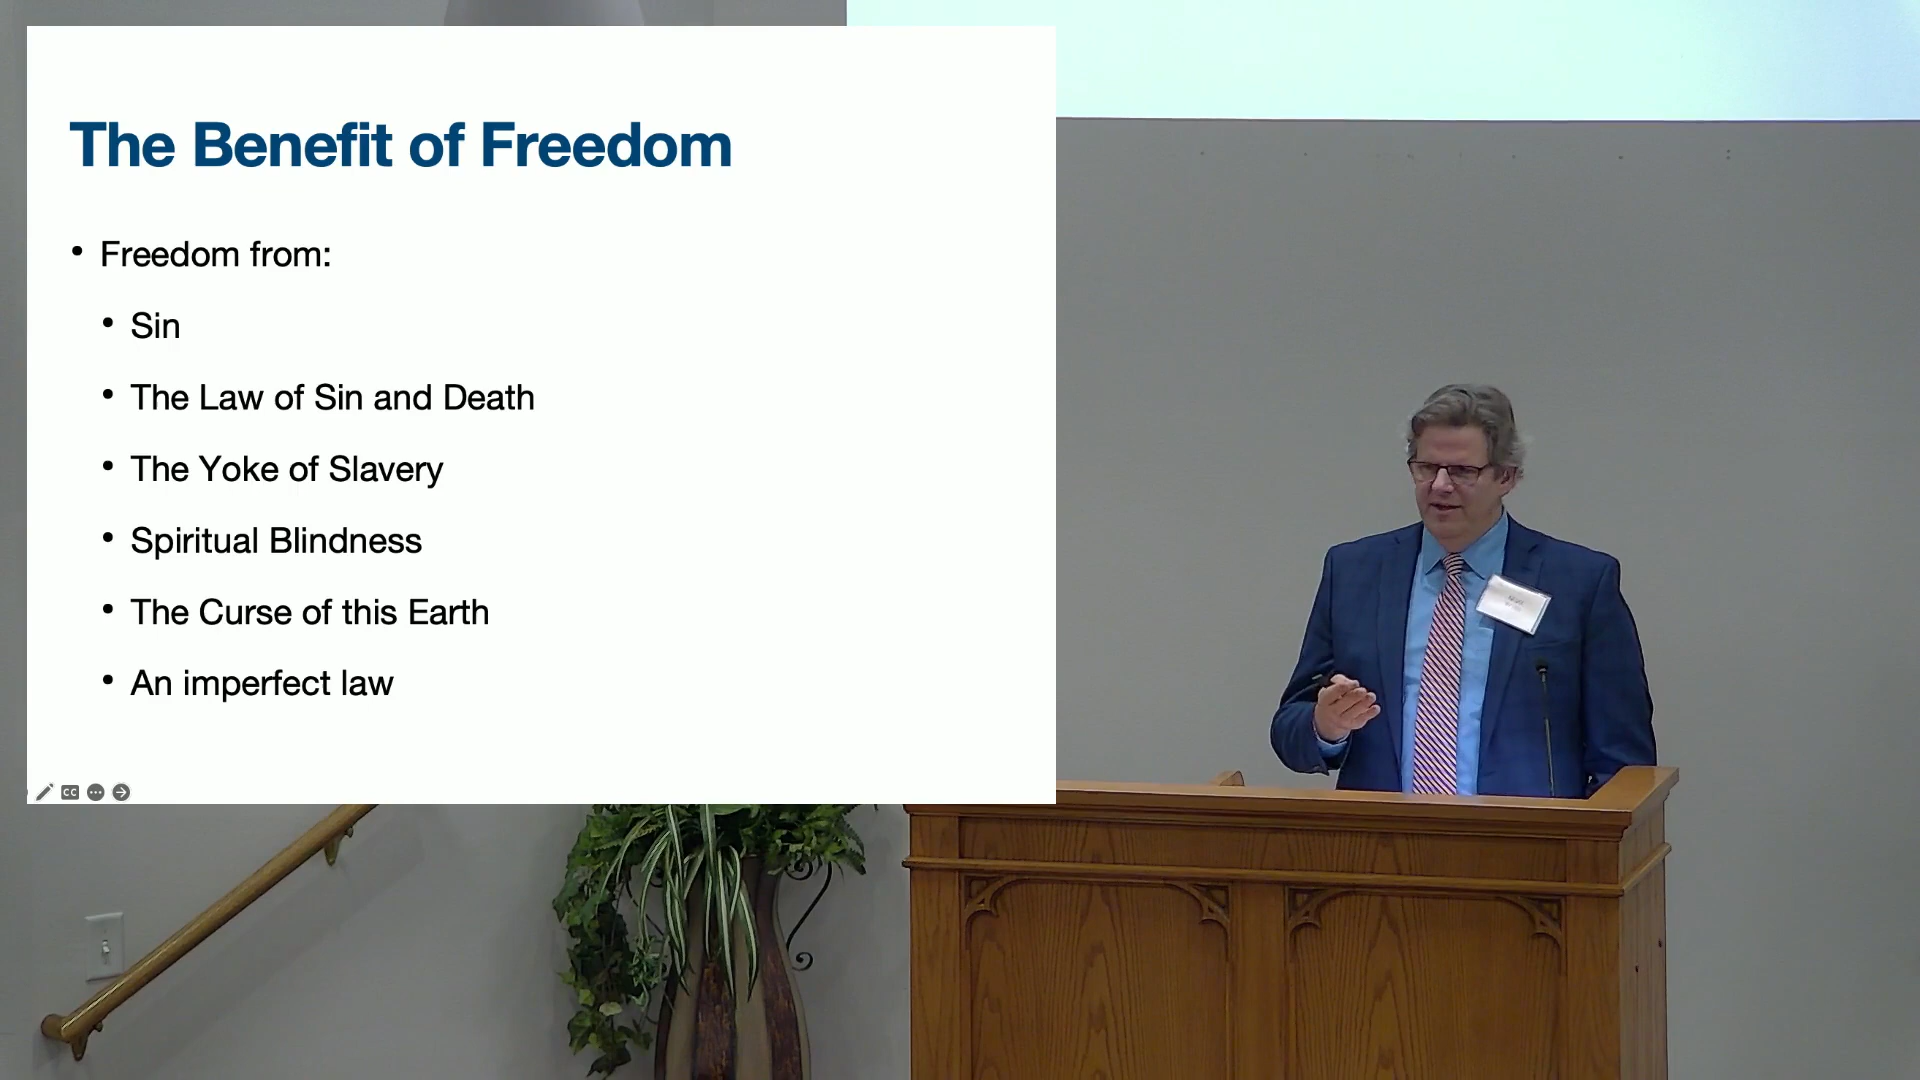 The Benefit of Freedom
• Freedom from:
• Sin
• The Law of Sin and Death
• The Yoke of Slavery
• Spiritual Blindness
• The Curse of this Earth
• An imperfect law
CC